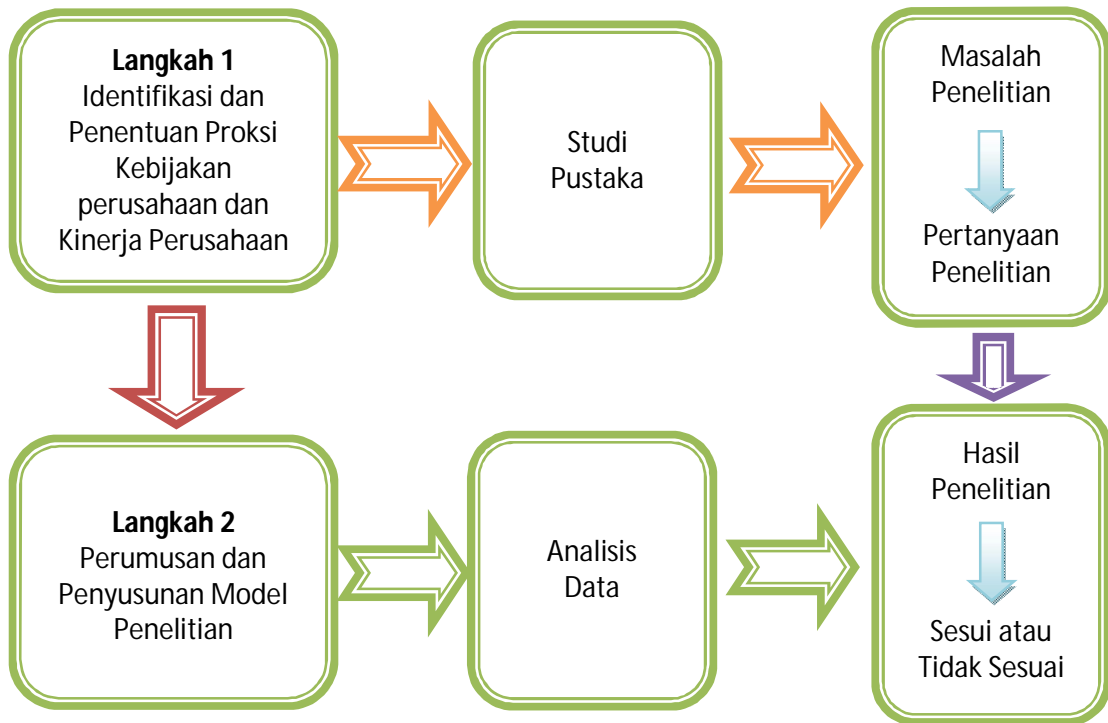 Langkah 1
Identifikasi dan
Penentuan Proksi
Kebijakan
perusahaan dan
Kinerja Perusahaan
Studi
Pustaka
Masalah
Penelitian
Pertanyaan
Penelitian
Langkah 2
Perumusan dan
Penyusunan Model
Penelitian
Analisis
Data
Hasil
Penelitian
Sesui atau
Tidak Sesuai